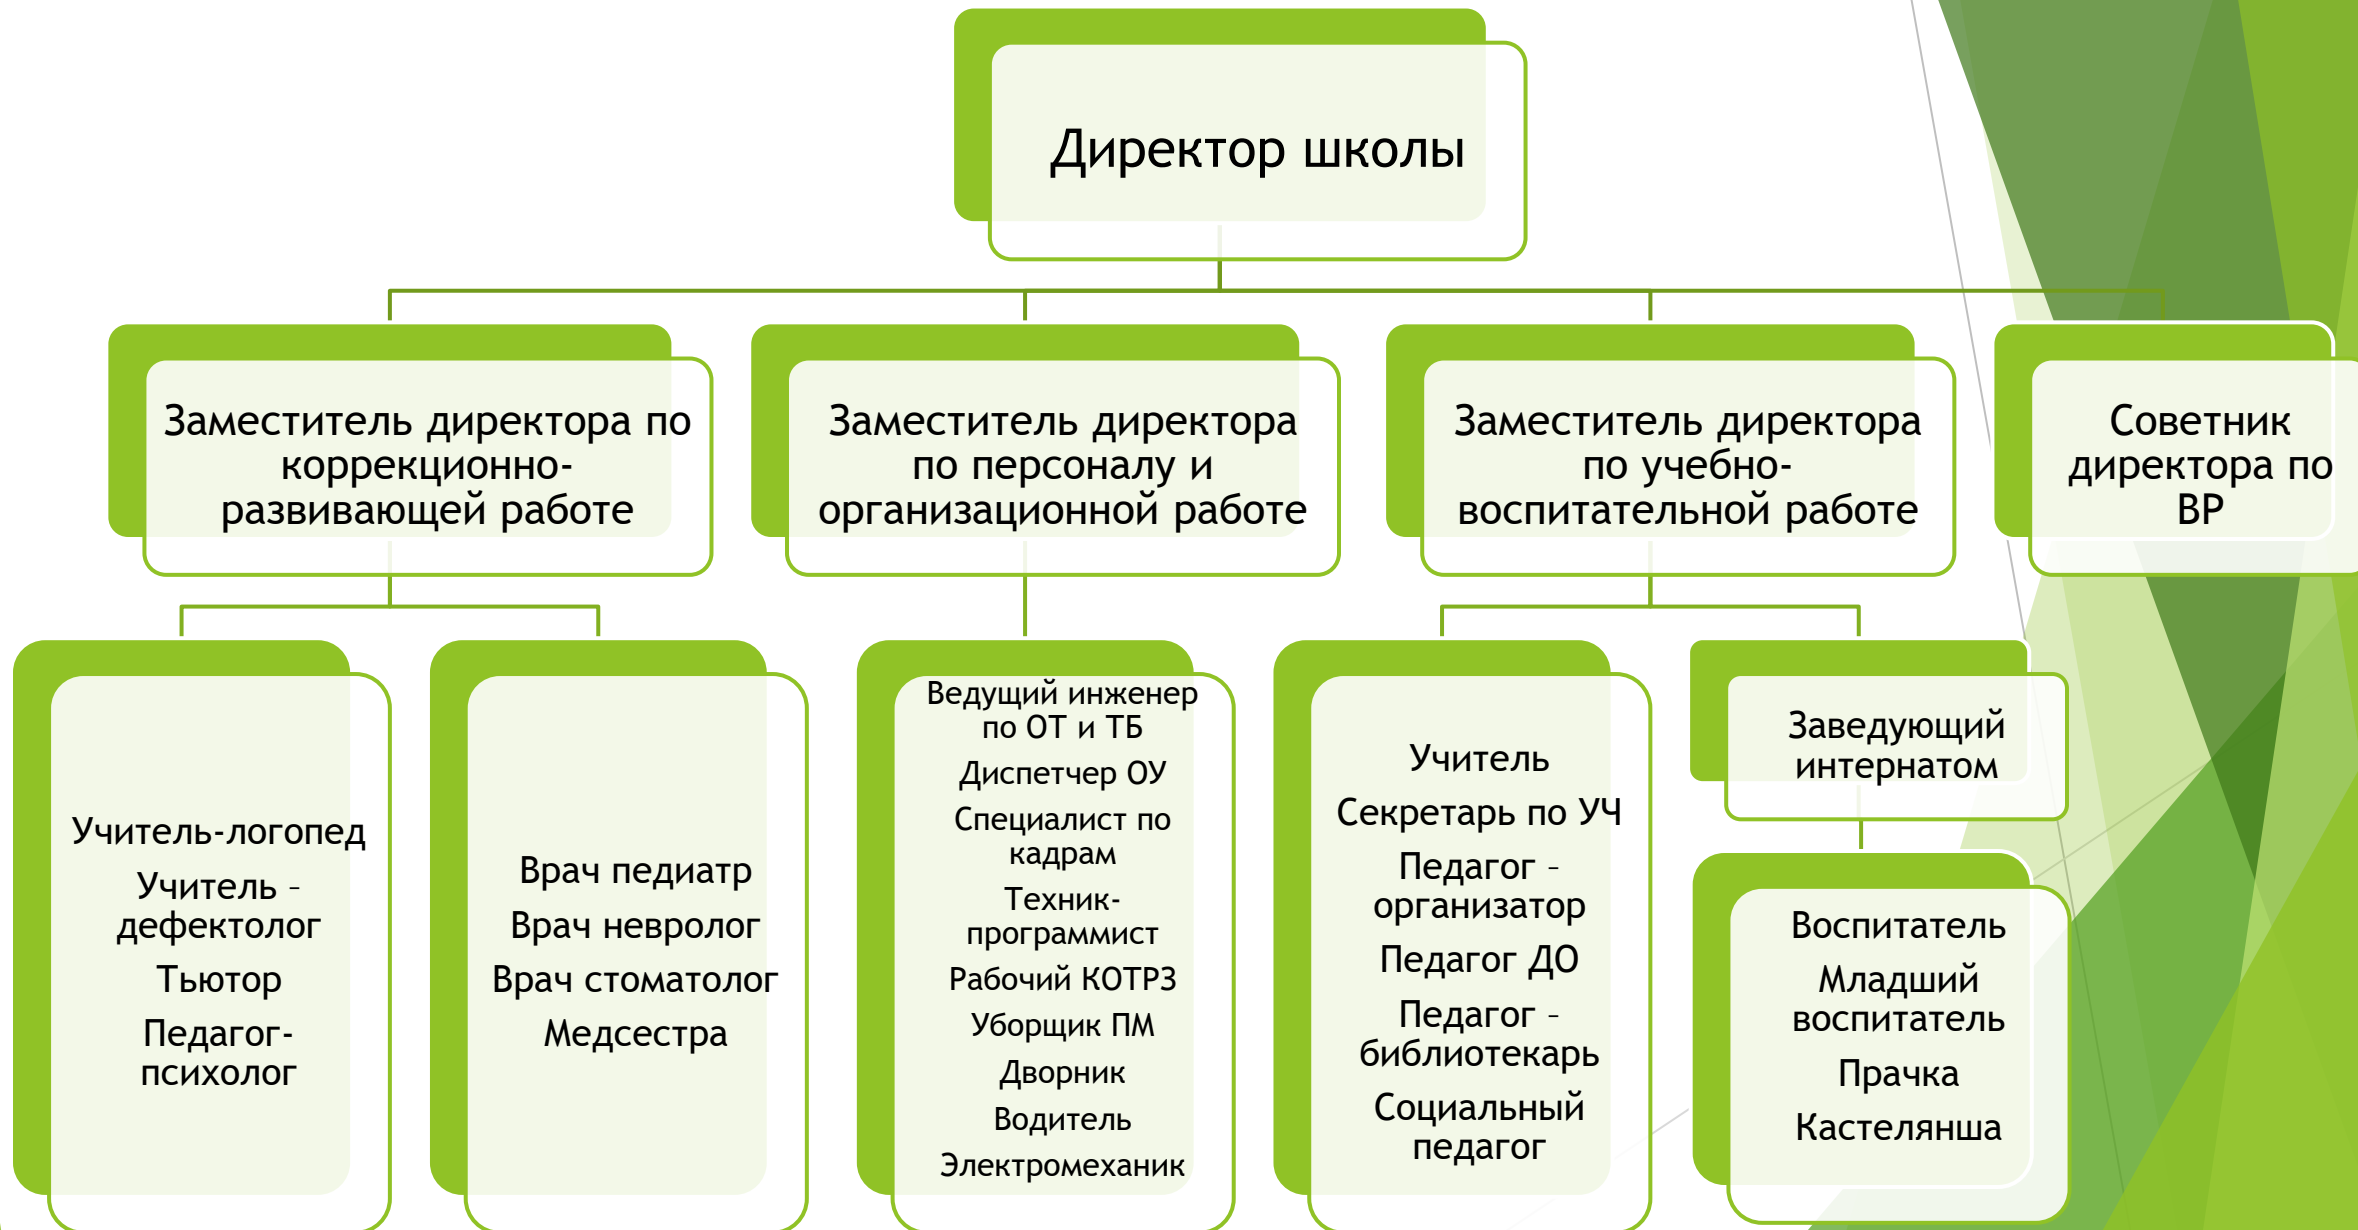 Директор школы
Заместитель директора по
коррекционно-
развивающей работе
Заместитель директора
по персоналу и
организационной работе
Заместитель директора
по учебно-
воспитательной работе
Советник
директора по
ВР
Учитель-логопед
Учитель –
дефектолог
Тьютор
Педагог-
психолог
Врач педиатр
Врач невролог
Врач стоматолог
Медсестра
Ведущий инженер
по ОТ и ТБ
Диспетчер ОУ
Специалист по
кадрам
Техник-
программист
Рабочий КОТРЗ
Уборщик ПМ
Дворник
Водитель
Электромеханик
Учитель
Секретарь по УЧ
Педагог –
организатор
Педагог ДО
Педагог –
библиотекарь
Социальный
педагог
Заведующий
интернатом
Воспитатель
Младший
воспитатель
Прачка
Кастелянша